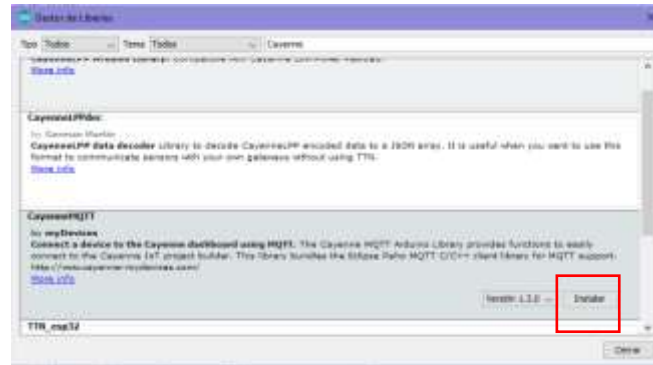 Gestor de Librerías
Tipo Todos Tema Todos Cayenne
More info
CayenneLPPdec
by Germán Martín
CayenneLPP data decoder Library to decode CayenneLPP encoded data to a JSON array. It is useful when you want to use this
format to communicate sensors with your own gateways without using TTN.
More info
CayenneMQTT
by myDevices
Connect a device to the Cayenne dashboard using MQTT. The Cayenne MQTT Arduino Library provides functions to easily
connect to the Cayenne IoT project builder. This library bundles the Eclipse Paho MQTT C/C++ client library for MQTT support.
http://www.cayenne-mydevices.com/
More info
Versión 1.3.0 Instalar
TTN_esp32
Cerrar